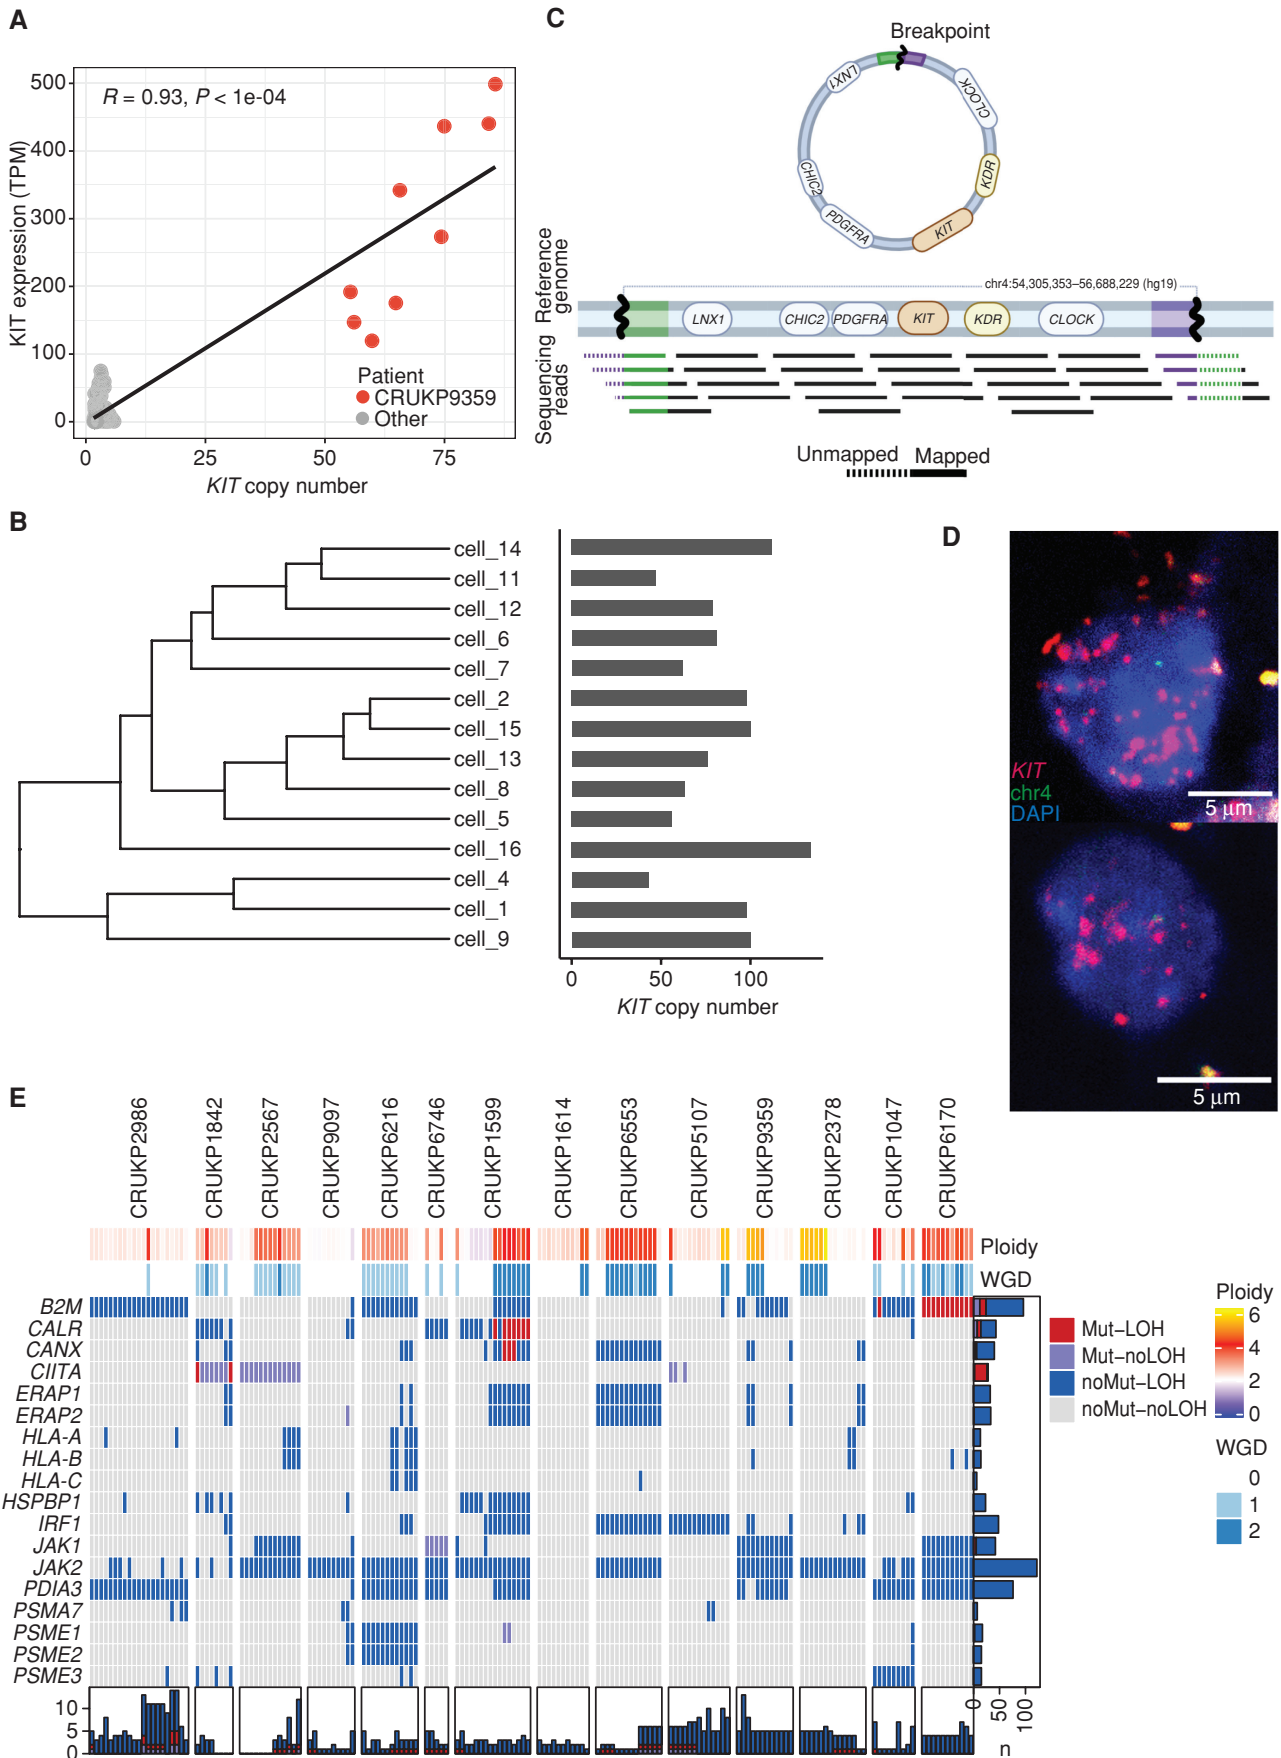 A
R = 0.93, P < 1e-04
KIT expression (TPM)
500
400
300
200
100
0
Patient
CRUKP9359
Other
0 25 50 75
KIT copy number
C
Breakpoint
LNX1
CLOCK
KDR
KIT
PDGFRA
CHIC2
Reference genome
chr4:54,305,353–56,688,229 (hg19)
LNX1 CHIC2 PDGFRA KIT KDR CLOCK
Sequencing reads
Unmapped Mapped
B
cell_14
cell_11
cell_12
cell_6
cell_7
cell_2
cell_15
cell_13
cell_8
cell_5
cell_16
cell_4
cell_1
cell_9
0 50 100
KIT copy number
D
KIT
chr4
DAPI
5 µm
5 µm
E
CRUKP2986 CRUKP1842 CRUKP2567 CRUKP9097 CRUKP6216 CRUKP6746 CRUKP1599 CRUKP1614 CRUKP6553 CRUKP5107 CRUKP9359 CRUKP2378 CRUKP1047 CRUKP6170
Ploidy
WGD
B2M
CALR
CANX
CIITA
ERAP1
ERAP2
HLA-A
HLA-B
HLA-C
HSPBP1
IRF1
JAK1
JAK2
PDIA3
PSMA7
PSME1
PSME2
PSME3
10
5
0
0 50 100
n
Mut−LOH
Mut−noLOH
noMut−LOH
noMut−noLOH
Ploidy
6
4
2
0
WGD
0
1
2